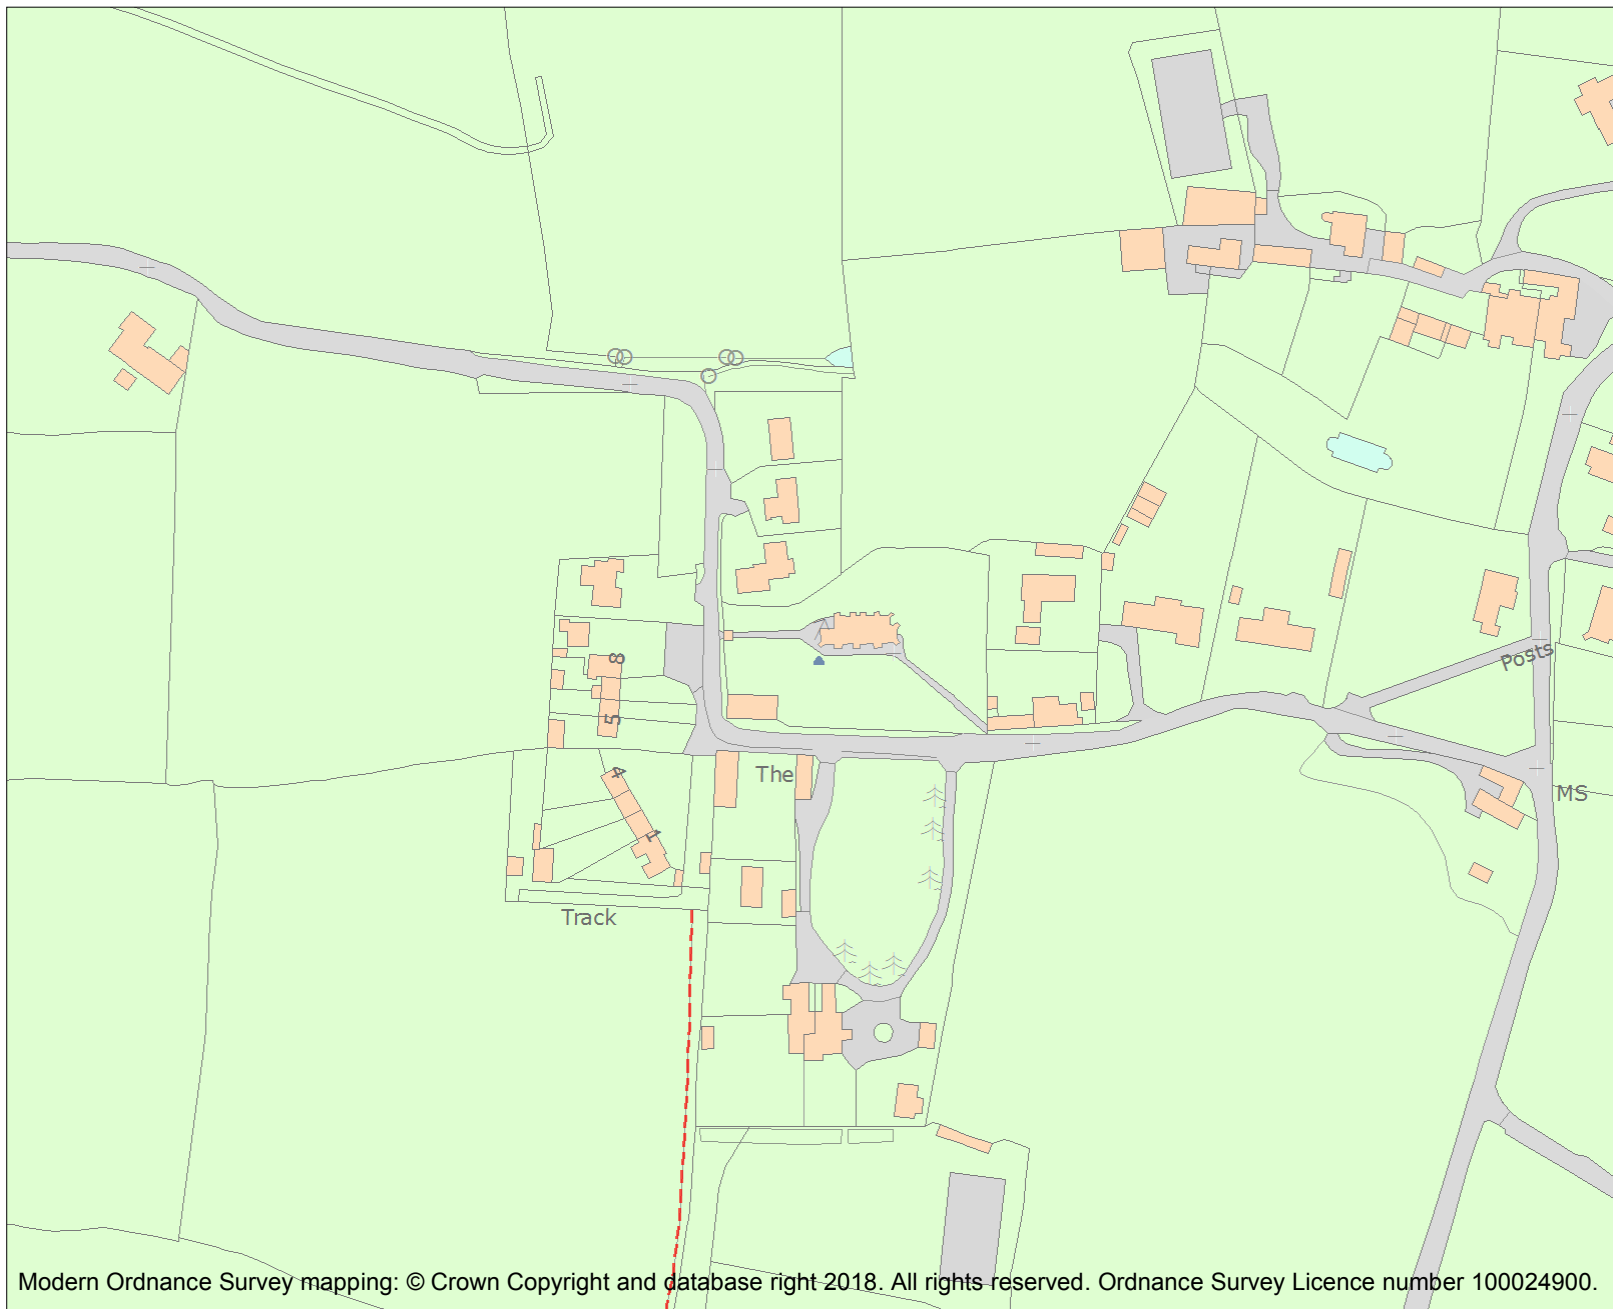 8
Posts
5
4
The
MS
1
Track
Modern Ordnance Survey mapping: © Crown Copyright and database right 2018. All rights reserved. Ordnance Survey Licence number 100024900.